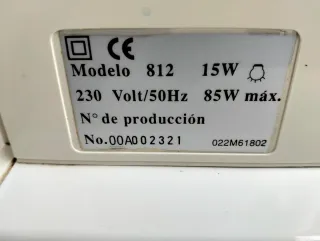 CE
Modelo 812 15W
230 Volt/50Hz 85W máx.
N° de producción
No.00A002321 022M61802